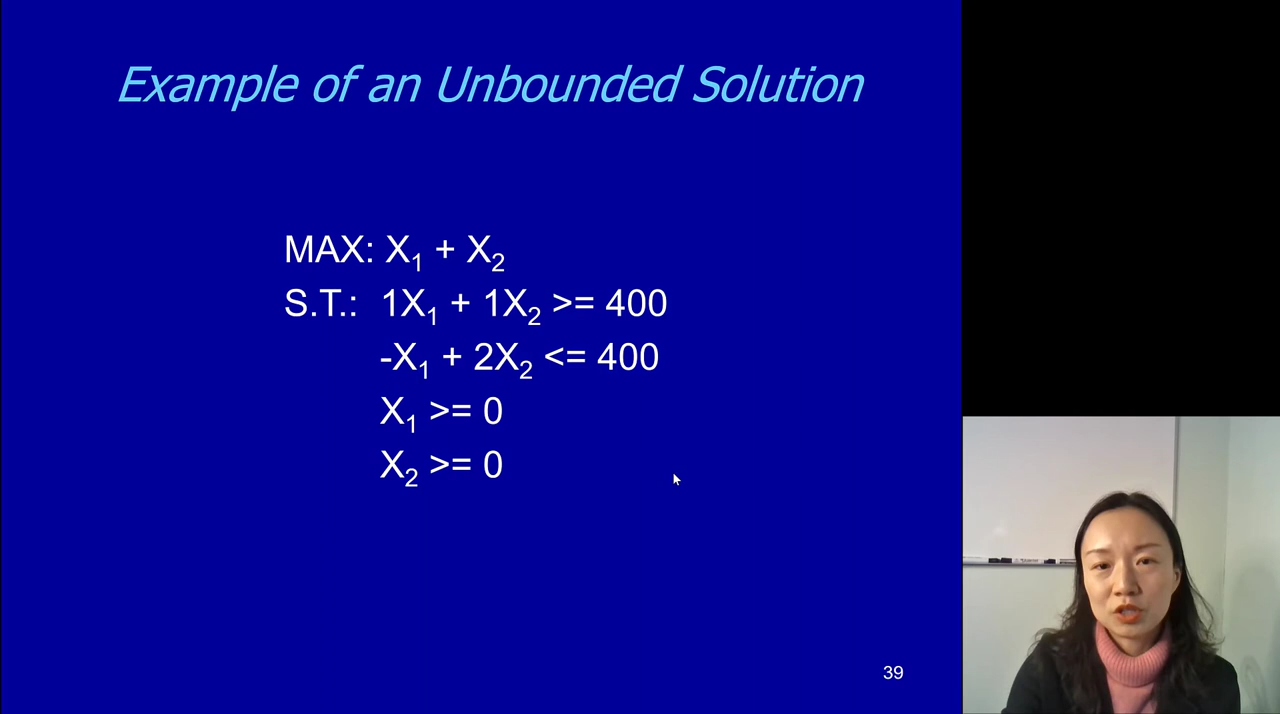 Example of an Unbounded Solution
MAX: X₁ + X₂
S.T.: 1X₁ + 1X₂ >= 400
-X₁ + 2X₂ <= 400
X₁ >= 0
X₂ >= 0
39